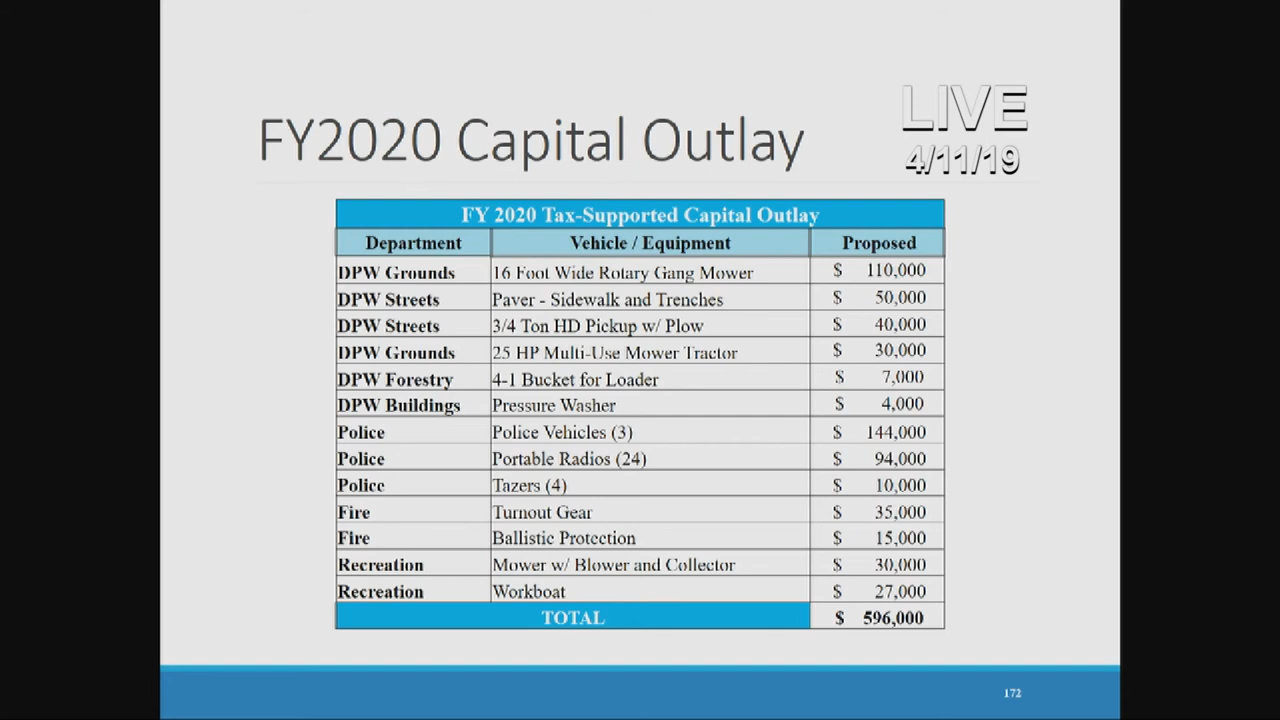 LIVE
FY2020 Capital Outlay
4/11/19
FY 2020 Tax-Supported Capital Outlay
Department Vehicle / Equipment Proposed
DPW Grounds 16 Foot Wide Rotary Gang Mower $ 110,000
DPW Streets Paver - Sidewalk and Trenches $ 50,000
DPW Streets 3/4 Ton HD Pickup w/ Plow $ 40,000
DPW Grounds 25 HP Multi-Use Mower Tractor $ 30,000
DPW Forestry 4-1 Bucket for Loader $ 7,000
DPW Buildings Pressure Washer $ 4,000
Police Police Vehicles (3) $ 144,000
Police Portable Radios (24) $ 94,000
Police Tazers (4) $ 10,000
Fire Turnout Gear $ 35,000
Fire Ballistic Protection $ 15,000
Recreation Mower w/ Blower and Collector $ 30,000
Recreation Workboat $ 27,000
TOTAL $ 596,000
172